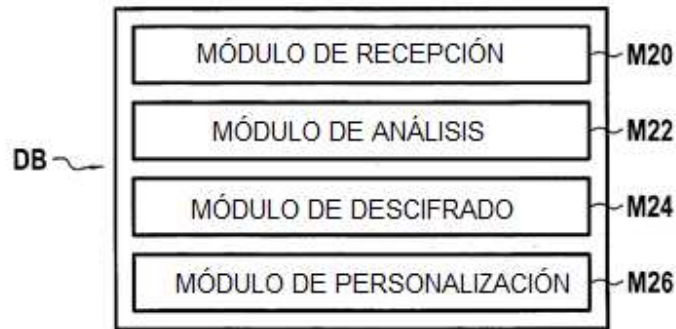 MÓDULO DE RECEPCIÓN M20
MÓDULO DE ANÁLISIS M22
DB
MÓDULO DE DESCIFRADO M24
MÓDULO DE PERSONALIZACIÓN M26